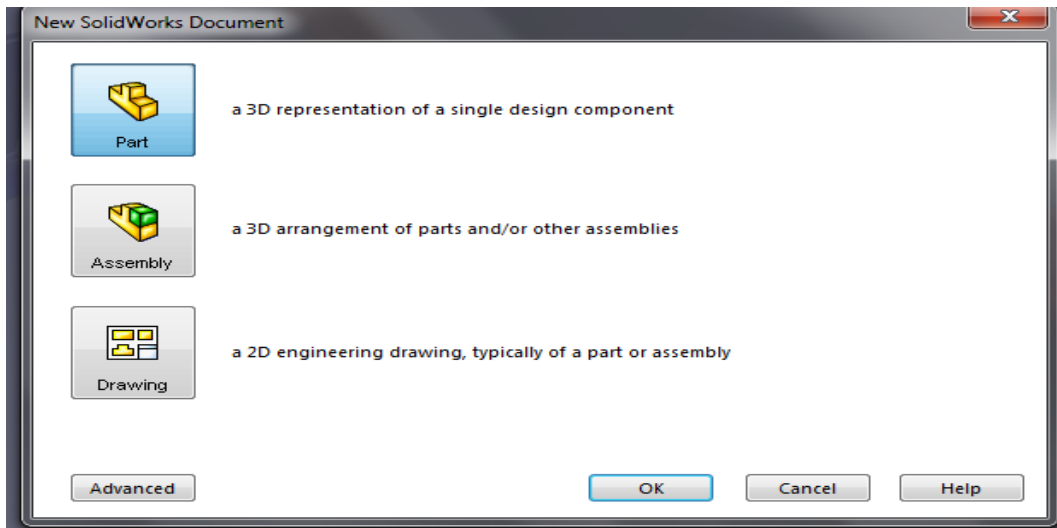 New SolidWorks Document
Part
a 3D representation of a single design component
Assembly
a 3D arrangement of parts and/or other assemblies
Drawing
a 2D engineering drawing, typically of a part or assembly
Advanced
OK
Cancel
Help